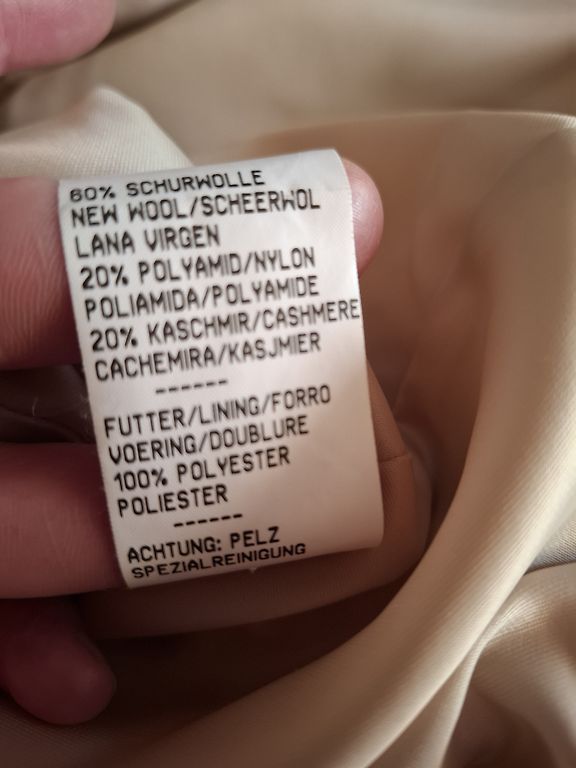 60% SCHURWOLLE
NEW WOOL/SCHEERWOL
LANA VIRGEN
20% POLYAMID/NYLON
POLIAMIDA/POLYAMIDE
20% KASCHMIR/CASHMERE
CACHEMIRA/KASJMIER
------
FUTTER/LINING/FORRO
VOERING/DOUBLURE
100% POLYESTER
POLIESTER
------
ACHTUNG: PELZ
SPEZIALREINIGUNG